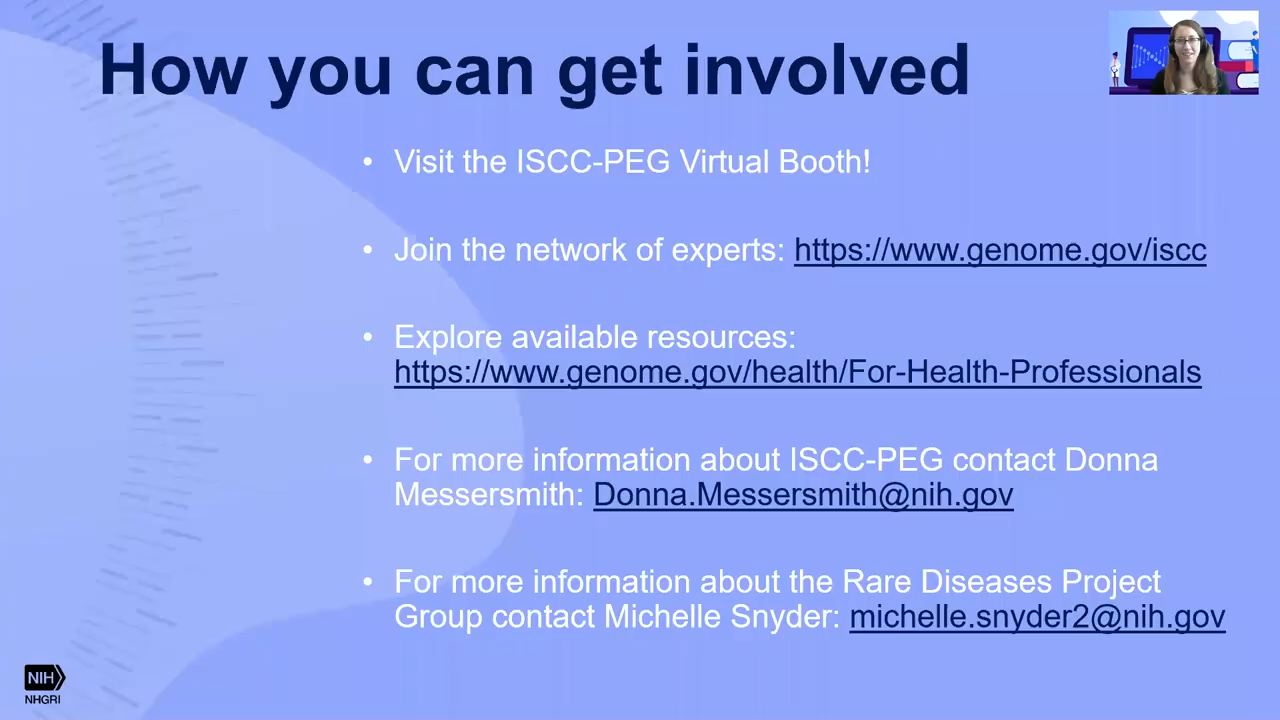 How you can get involved
• Visit the ISCC-PEG Virtual Booth!
• Join the network of experts: https://www.genome.gov/iscc
• Explore available resources:
https://www.genome.gov/health/For-Health-Professionals
• For more information about ISCC-PEG contact Donna
Messersmith: Donna.Messersmith@nih.gov
• For more information about the Rare Diseases Project
Group contact Michelle Snyder: michelle.snyder2@nih.gov
NIH
NHGRI